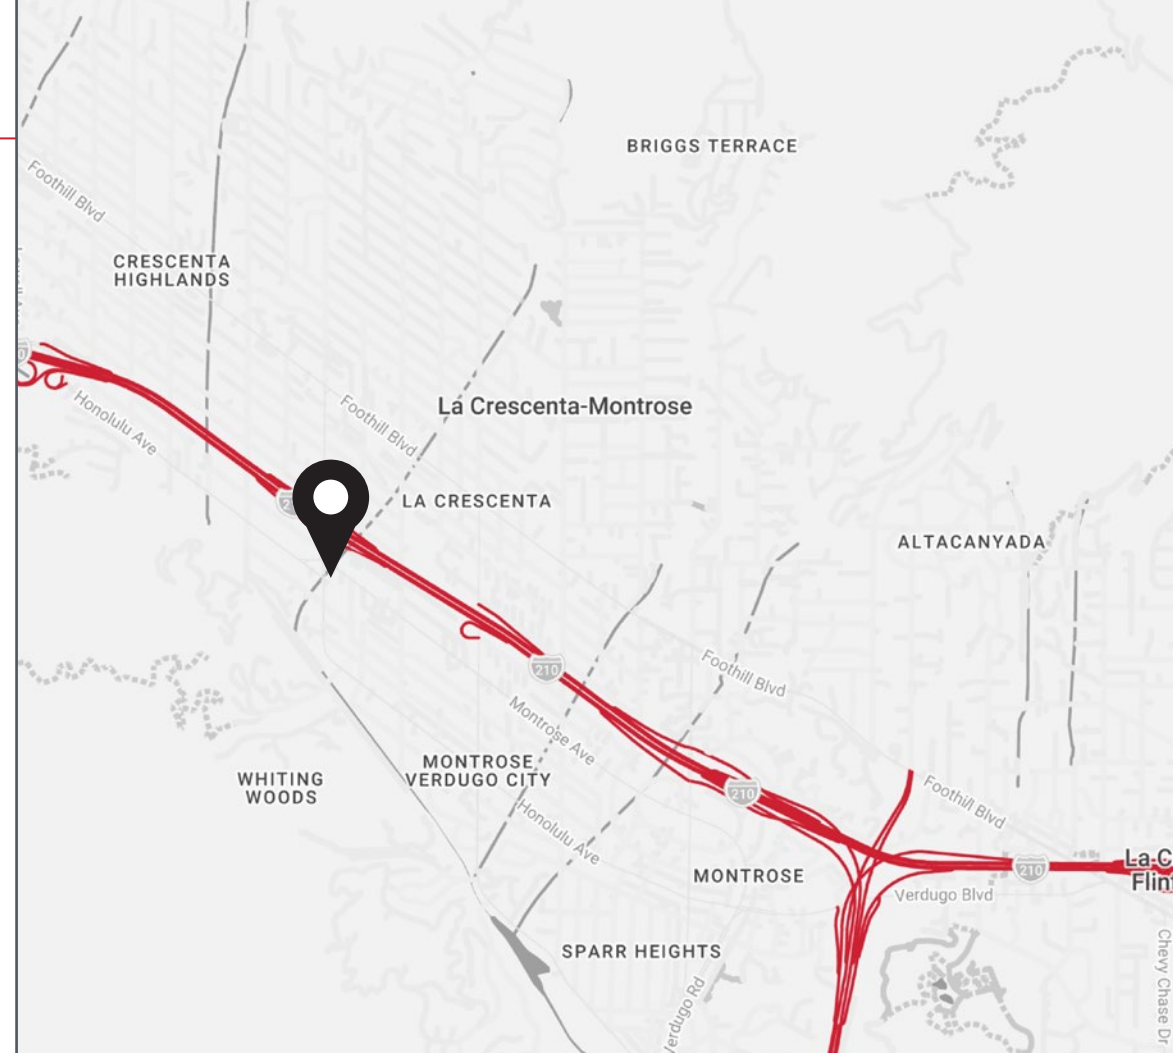 BRIGGS TERRACE
Foothill Blvd
CRESCENTA
HIGHLANDS
Honolulu Ave
Foothill Blvd
La Crescenta-Montrose
LA CRESCENTA
ALTACANYADA
210
Foothill Blvd
Montrose Ave
MONTROSE
VERDUGO CITY
WHITING
WOODS
210
Foothill Blvd
Honolulu Ave
La C
Flint
210
MONTROSE
Verdugo Blvd
SPARR HEIGHTS
Chevy Chase Dr
Verdugo Rd